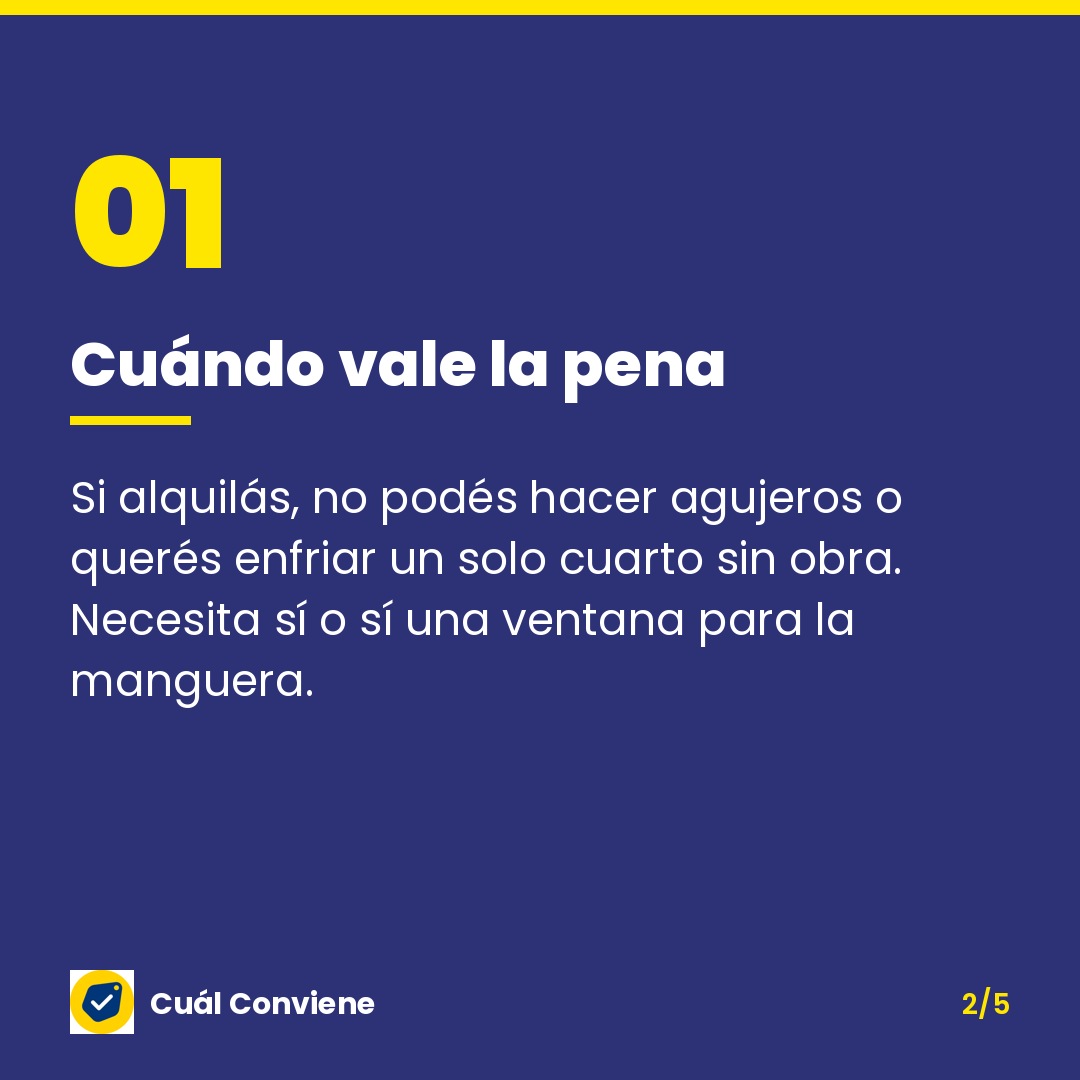 01
Cuándo vale la pena
Si alquilás, no podés hacer agujeros o
querés enfriar un solo cuarto sin obra.
Necesita sí o sí una ventana para la
manguera.
Cuál Conviene
2/5